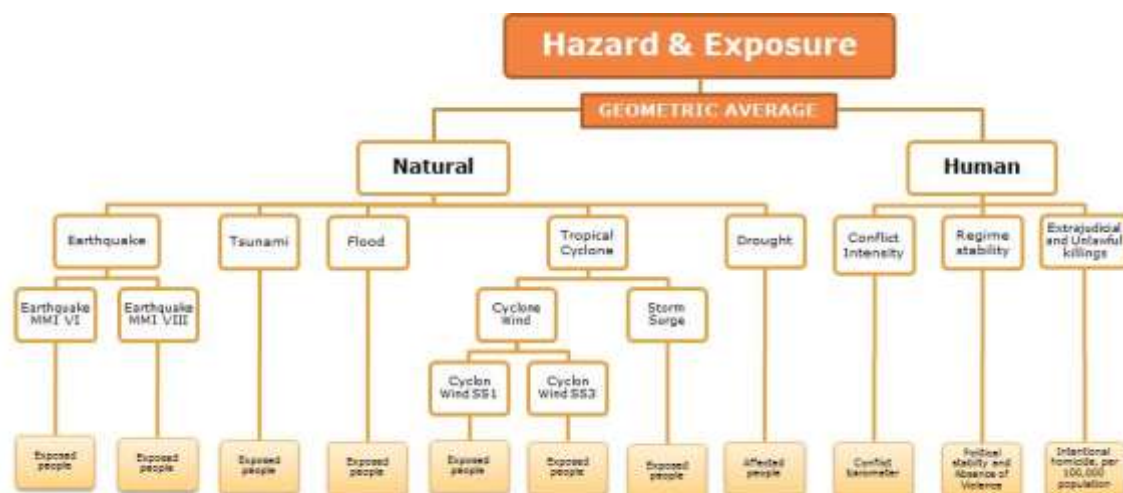 Hazard & Exposure
GEOMETRIC AVERAGE
Natural
Human
Earthquake
Tsunami
Flood
Tropical
Cyclone
Drought
Conflict
Intensity
Regime
stability
Extrajudicial
and Unlawful
killings
Earthquake
MMI VI
Earthquake
MMI VIII
Cyclone
Wind
Storm
Surge
Cyclon
Wind SS1
Cyclon
Wind SS3
Exposed
people
Exposed
people
Exposed
people
Exposed
people
Exposed
people
Exposed
people
Exposed
people
Affected
people
Conflict
barometer
Political
stability and
Absence of
Violence
Intentional
homicide, per
100,000
population